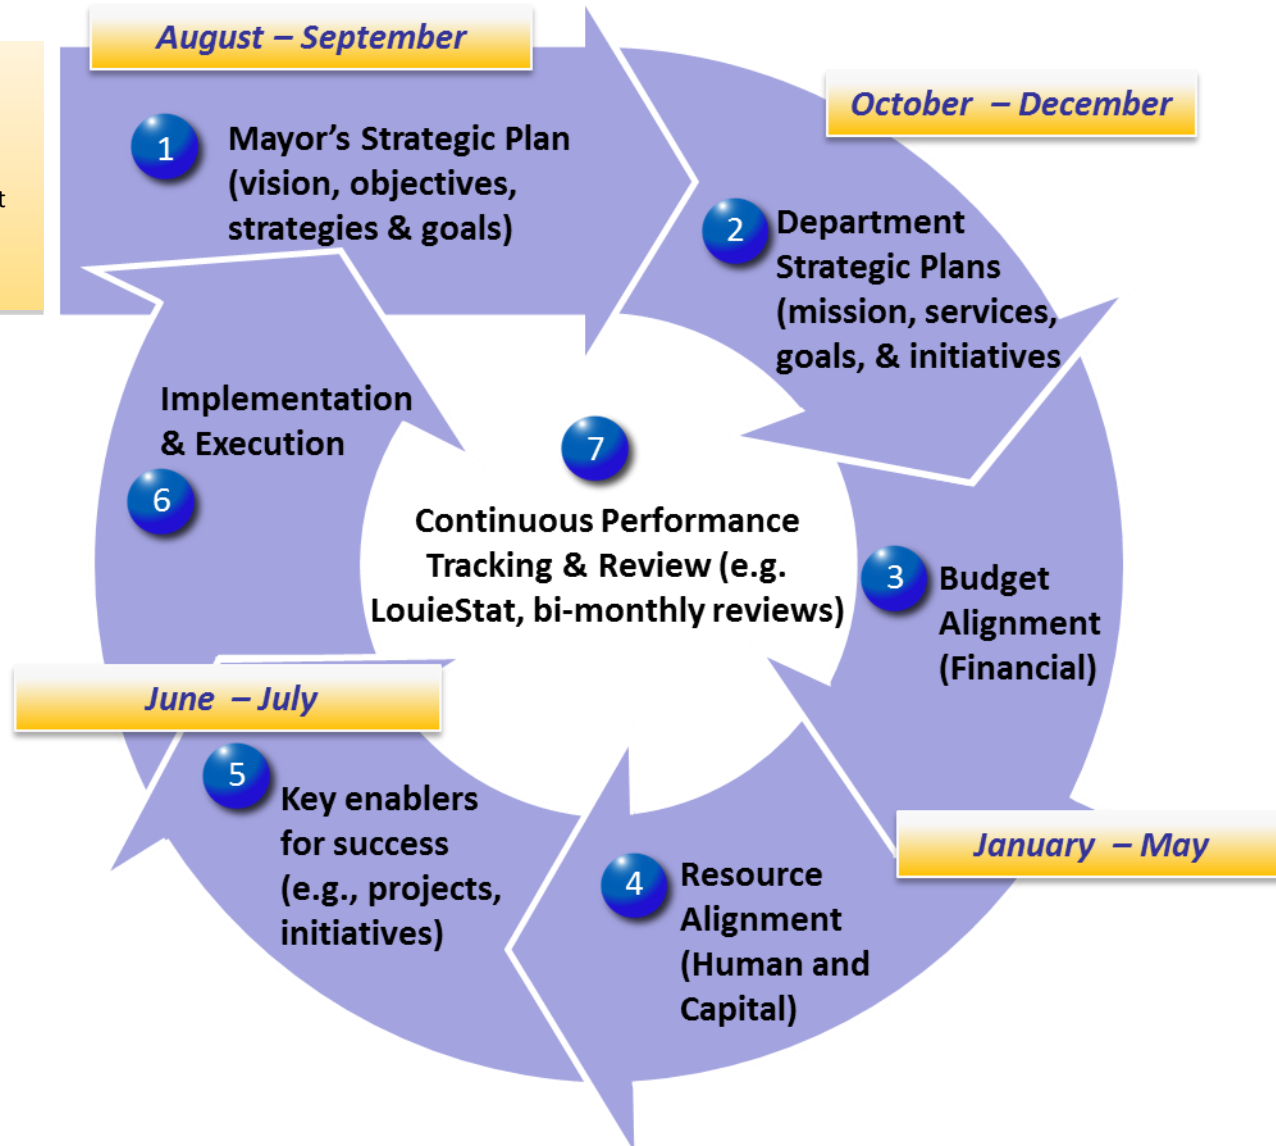 August – September
1
Mayor's Strategic Plan
(vision, objectives,
strategies & goals)
October – December
2
Department
Strategic Plans
(mission, services,
goals, & initiatives
3
Budget
Alignment
(Financial)
January – May
4
Resource
Alignment
(Human and
Capital)
5
Key enablers
for success
(e.g., projects,
initiatives)
June – July
6
Implementation
& Execution
7
Continuous Performance
Tracking & Review (e.g.
LouieStat, bi-monthly reviews)